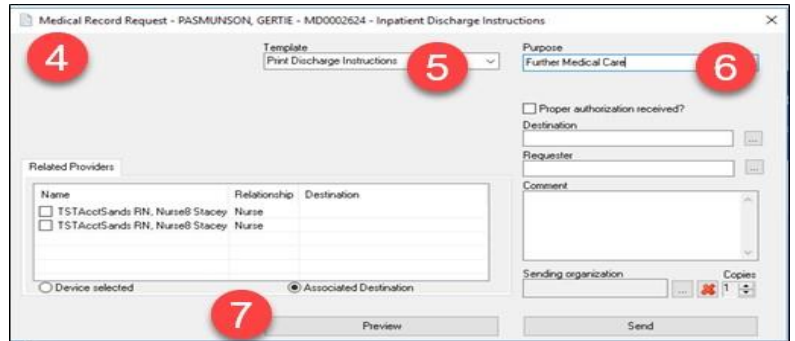 Medical Record Request - PASMUNSON, GERTIE - MD0002624 - Inpatient Discharge Instructions
4
Template
Print Discharge Instructions
5
Purpose
Further Medical Care
6
Proper authorization received?
Destination
...
Requester
...
Related Providers
Name Relationship Destination
TSTAcctSands RN, Nurse8 Stacey Nurse
TSTAcctSands RN, Nurse8 Stacey Nurse
Device selected
Associated Destination
Comment
Sending organization
...
Copies
1
7
Preview
Send